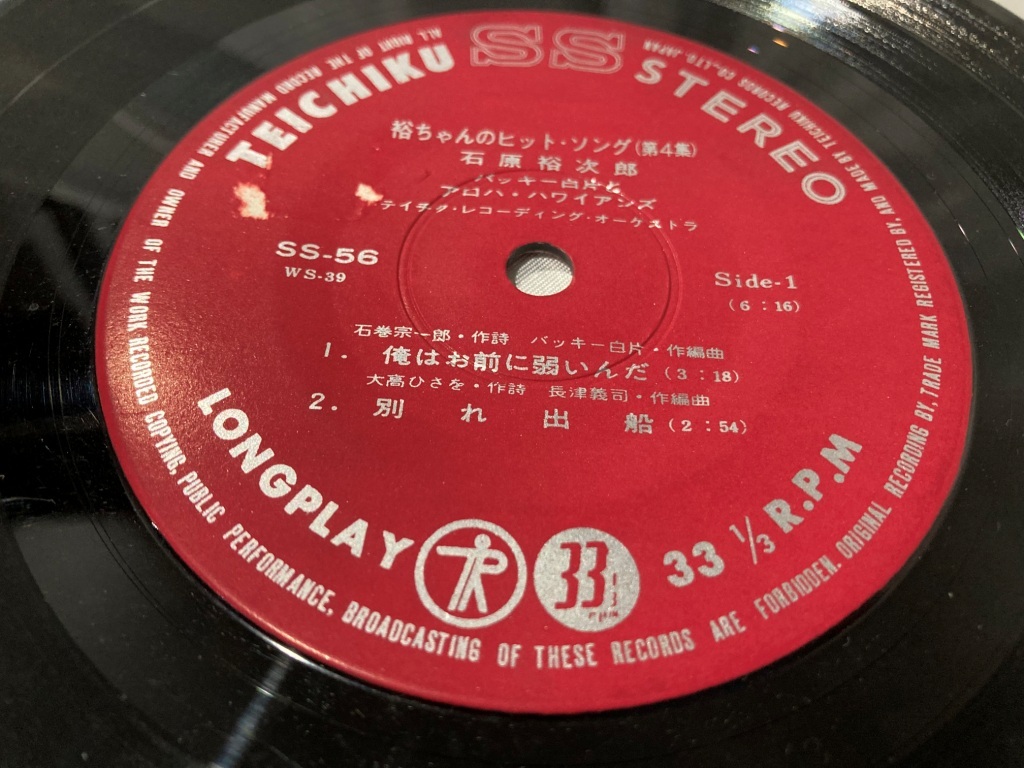 TEICHIKU SS STEREO
裕ちゃんのヒット・ソング(第4集)
石原裕次郎
バッキー白片と
アロハ・ハワイアンズ
テイチク・レコーディング・オーケストラ
SS-56
WS-39
Side-1
(6:16)
石巻宗一郎・作詩 バッキー白片・作編曲
1. 俺はお前に弱いんだ (3:18)
大高ひさを・作詩 長津義司・作編曲
2. 別れ出船 (2:54)
LONGPLAY
33 1/3 R.P.M
ALL RIGHT OF THE RECORD MANUFACTURER AND OWNER OF THE WORK RECORDED COPYING, PUBLIC PERFORMANCE, BROADCASTING OF THESE RECORDS ARE FORBIDDEN. ORIGINAL RECORDING BY, TRADE MARK REGISTERED BY, AND MADE BY TEICHIKU RECORDS CO., LTD. JAPAN